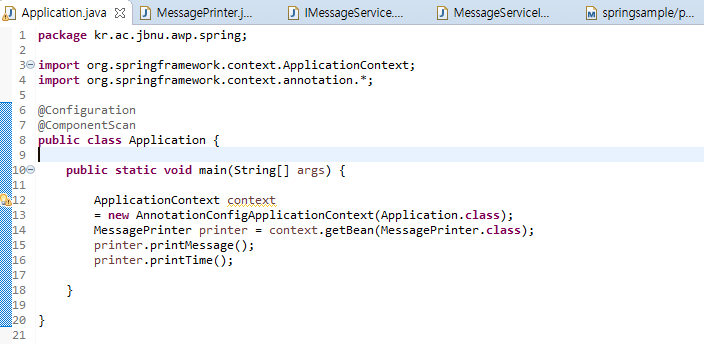 Application.java MessagePrinter.j... IMessageService.... MessageServiceI... springsample/p...
1 package kr.ac.jbnu.awp.spring;
2
3 import org.springframework.context.ApplicationContext;
4 import org.springframework.context.annotation.*;
5
6 @Configuration
7 @ComponentScan
8 public class Application {
9
10     public static void main(String[] args) {
11
12         ApplicationContext context
13         = new AnnotationConfigApplicationContext(Application.class);
14         MessagePrinter printer = context.getBean(MessagePrinter.class);
15         printer.printMessage();
16         printer.printTime();
17
18     }
19
20 }
21